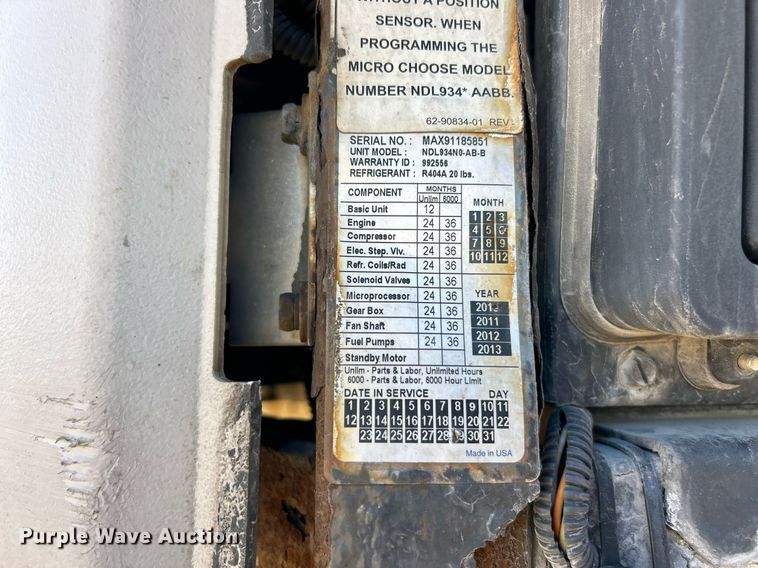 WITHOUT A POSITION
SENSOR. WHEN
PROGRAMMING THE
MICRO CHOOSE MODEL
NUMBER NDL934* AABB.
62-90834-01 REV -
SERIAL NO. : MAX91185851
UNIT MODEL : NDL934N0-AB-B
WARRANTY ID : 992556
REFRIGERANT : R404A 20 lbs.
COMPONENT MONTHS
Unlim 6000
Basic Unit 12
Engine 24 36
Compressor 24 36
Elec. Step. Vlv. 24 36
Refr. Coils/Rad 24 36
Solenoid Valves 24 36
Microprocessor 24 36
Gear Box 24 36
Fan Shaft 24 36
Fuel Pumps 24 36
Standby Motor
MONTH
1 2 3
4 5 6
7 8 9
10 11 12
YEAR
2011
2012
2013
Unlim - Parts & Labor, Unlimited Hours
6000 - Parts & Labor, 6000 Hour Limit
DATE IN SERVICE DAY
1 2 3 4 5 6 7 8 9 10 11
12 13 14 15 16 17 18 19 20 21 22
23 24 25 26 27 28 30 31
Made in USA
Purple Wave Auction